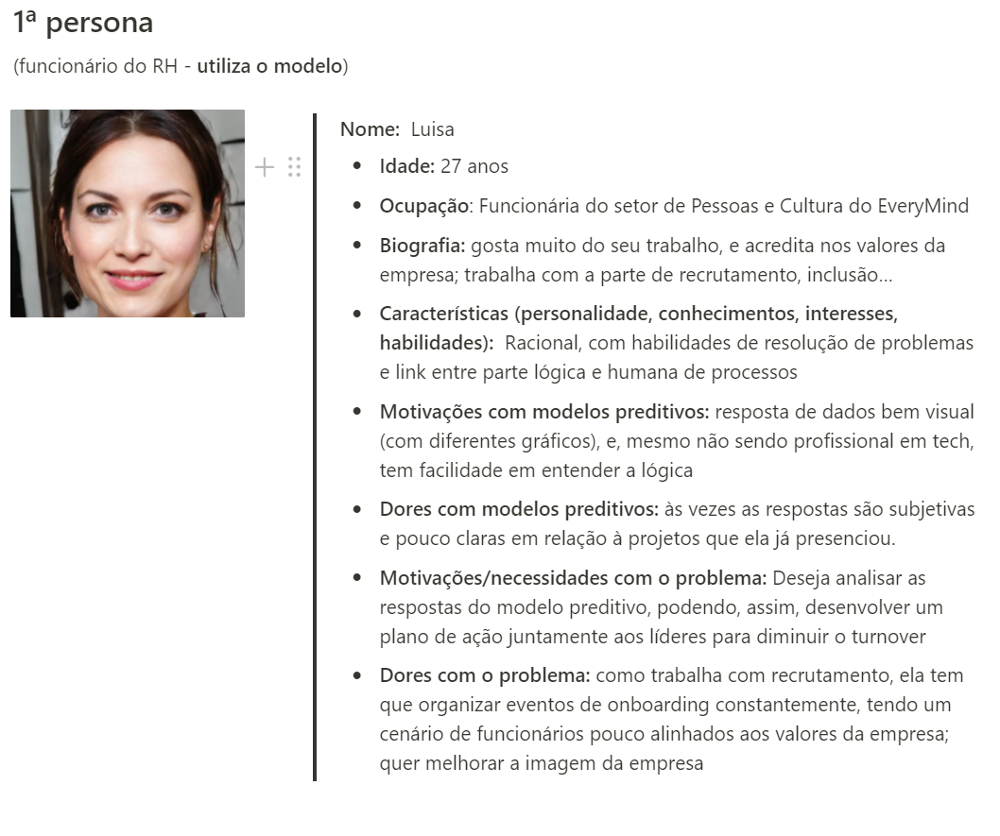 1ª persona
(funcionário do RH - utiliza o modelo)
Nome: Luisa
Idade: 27 anos
Ocupação: Funcionária do setor de Pessoas e Cultura do EveryMind
Biografia: gosta muito do seu trabalho, e acredita nos valores da
empresa; trabalha com a parte de recrutamento, inclusão...
Características (personalidade, conhecimentos, interesses,
habilidades): Racional, com habilidades de resolução de problemas
e link entre parte lógica e humana de processos
Motivações com modelos preditivos: resposta de dados bem visual
(com diferentes gráficos), e, mesmo não sendo profissional em tech,
tem facilidade em entender a lógica
Dores com modelos preditivos: às vezes as respostas são subjetivas
e pouco claras em relação à projetos que ela já presenciou.
Motivações/necessidades com o problema: Deseja analisar as
respostas do modelo preditivo, podendo, assim, desenvolver um
plano de ação juntamente aos líderes para diminuir o turnover
Dores com o problema: como trabalha com recrutamento, ela tem
que organizar eventos de onboarding constantemente, tendo um
cenário de funcionários pouco alinhados aos valores da empresa;
quer melhorar a imagem da empresa